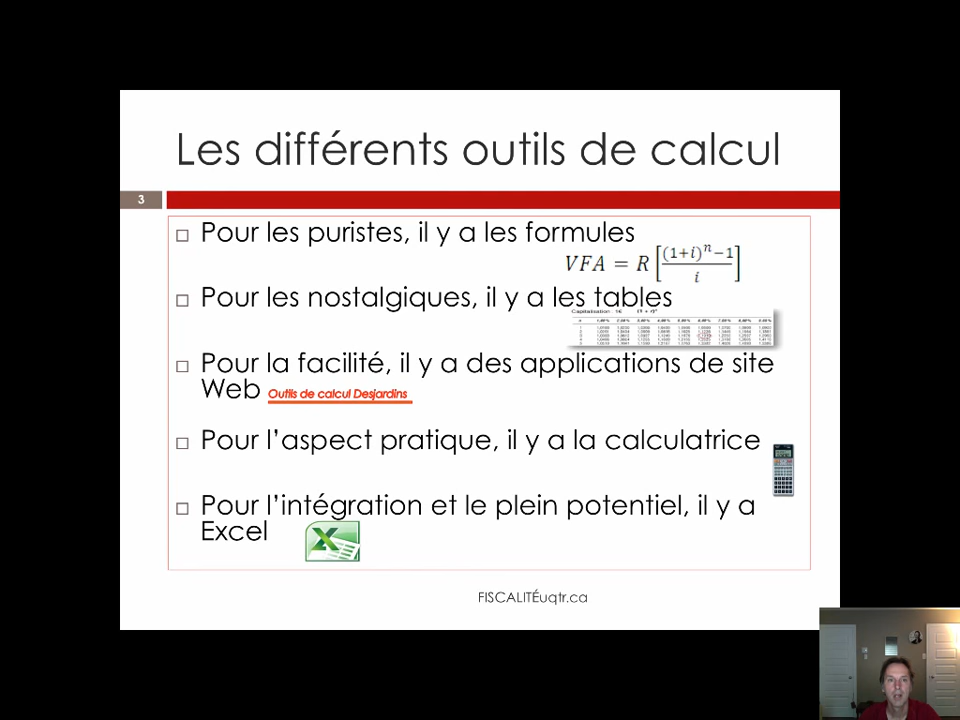 Les différents outils de calcul
3
□ Pour les puristes, il y a les formules
VFA = R [(1+i)^n − 1 / i]
□ Pour les nostalgiques, il y a les tables
□ Pour la facilité, il y a des applications de site
Web Outils de calcul Desjardins
□ Pour l'aspect pratique, il y a la calculatrice
□ Pour l'intégration et le plein potentiel, il y a
Excel
FISCALITÉuqtr.ca